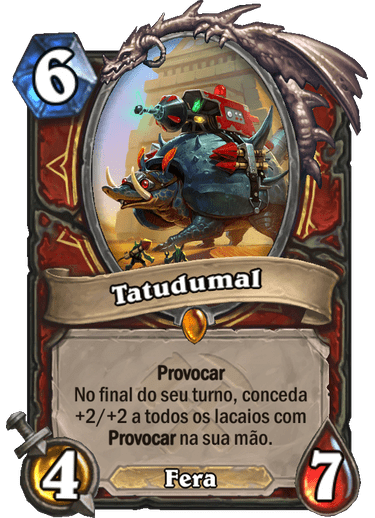 6
Tatudumal
Provocar
No final do seu turno, conceda
+2/+2 a todos os lacaios com
Provocar na sua mão.
4
Fera
7